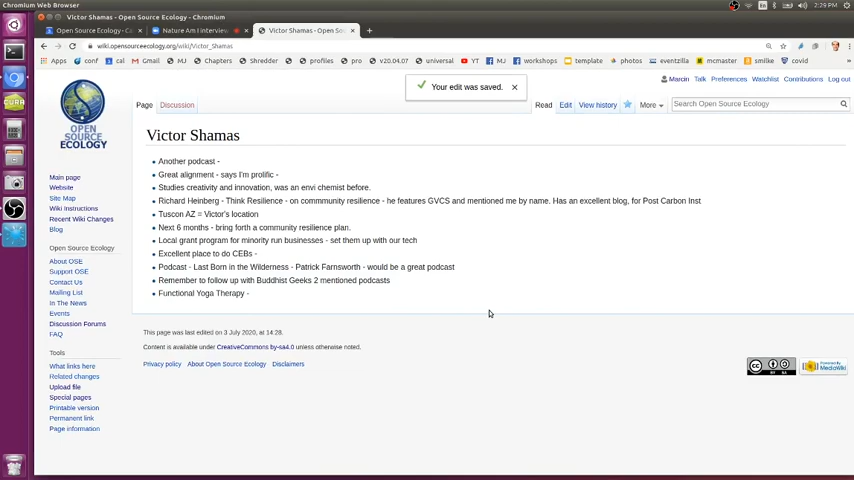 Chromium Web Browser
2:29 PM
Victor Shamas - Open Source Ecology - Chromium
Open Source Ecology - Ca
Nature Am I interview
Victor Shamas - Open Sou
wiki.opensourceecology.org/wiki/Victor_Shamas
Apps
conf
cal
Gmail
MJ
Chapters
Shredder
profiles
pro
v20.04.07
universal
YT
MJ
workshops
template
photos
eventzilla
mcmaster
smilke
covid
Your edit was saved.
Marcin
Talk
Preferences
Watchlist
Contributions
Log out
OPEN
SOURCE
ECOLOGY
Page
Discussion
Read
Edit
View history
More
Search Open Source Ecology
Victor Shamas
Another podcast -
Great alignment - says I'm prolific -
Studies creativity and innovation, was an envi chemist before.
Richard Heinberg - Think Resilience - on commmunity resilience - he features GVCS and mentioned me by name. Has an excellent blog, for Post Carbon Inst
Tuscon AZ = Victor's location
Next 6 months - bring forth a community resilience plan.
Local grant program for minority run businesses - set them up with our tech
Excellent place to do CEBs -
Podcast - Last Born in the Wilderness - Patrick Farnsworth - would be a great podcast
Remember to follow up with Buddhist Geeks 2 mentioned podcasts
Functional Yoga Therapy -
Main page
Website
Site Map
Wiki Instructions
Recent Wiki Changes
Blog
Open Source Ecology
About OSE
Support OSE
Contact Us
Mailing List
In The News
Events
Discussion Forums
FAQ
Tools
What links here
Related changes
Upload file
Special pages
Printable version
Permanent link
Page information
This page was last edited on 3 July 2020, at 14:28.
Content is available under CreativeCommons by-sa4.0 unless otherwise noted.
Privacy policy
About Open Source Ecology
Disclaimers
Powered By
MediaWiki